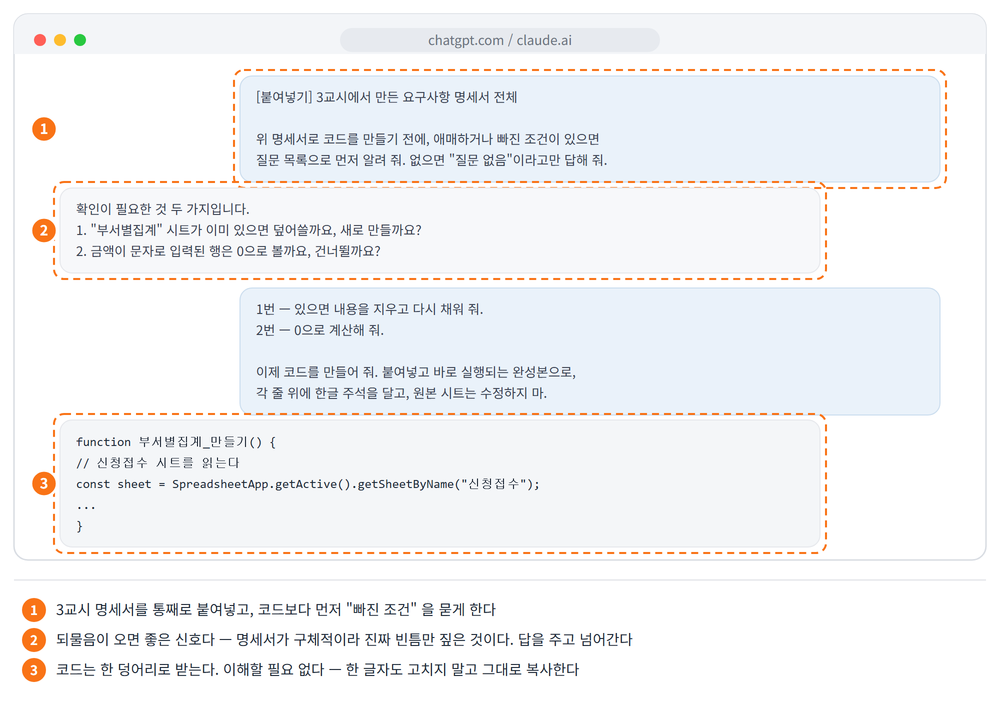 chatgpt.com / claude.ai
[붙여넣기] 3교시에서 만든 요구사항 명세서 전체
위 명세서로 코드를 만들기 전에, 애매하거나 빠진 조건이 있으면
질문 목록으로 먼저 알려 줘. 없으면 "질문 없음"이라고만 답해 줘.
1
확인이 필요한 것 두 가지입니다.
1. "부서별집계" 시트가 이미 있으면 덮어쓸까요, 새로 만들까요?
2. 금액이 문자로 입력된 행은 0으로 볼까요, 건너뛸까요?
2
1번 — 있으면 내용을 지우고 다시 채워 줘.
2번 — 0으로 계산해 줘.
이제 코드를 만들어 줘. 붙여넣고 바로 실행되는 완성본으로,
각 줄 위에 한글 주석을 달고, 원본 시트는 수정하지 마.
function 부서별집계_만들기() {
// 신청접수 시트를 읽는다
const sheet = SpreadsheetApp.getActive().getSheetByName("신청접수");
...
}
3
1 3교시 명세서를 통째로 붙여넣고, 코드보다 먼저 "빠진 조건" 을 묻게 한다
2 되물음이 오면 좋은 신호다 — 명세서가 구체적이라 진짜 빈틈만 짚은 것이다. 답을 주고 넘어간다
3 코드는 한 덩어리로 받는다. 이해할 필요 없다 — 한 글자도 고치지 말고 그대로 복사한다